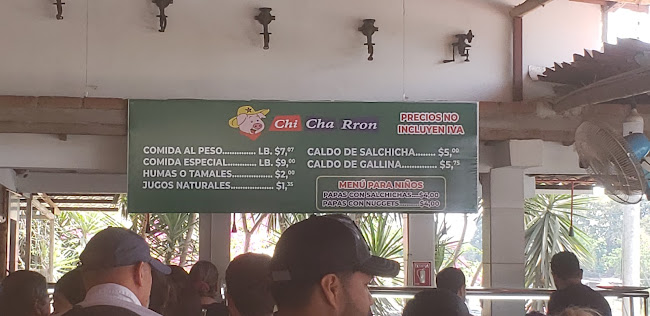 Chi Cha Rron
PRECIOS NO
INCLUYEN IVA
COMIDA AL PESO............ LB. $7,07
COMIDA ESPECIAL.......... LB. $9,00
HUMAS O TAMALES................ $2,00
JUGOS NATURALES................ $1,35
CALDO DE SALCHICHA........ $5,00
CALDO DE GALLINA.............. $5,75
MENÚ PARA NIÑOS
PAPAS CON SALCHICHAS....$4,00
PAPAS CON NUGGETS.......$4,00